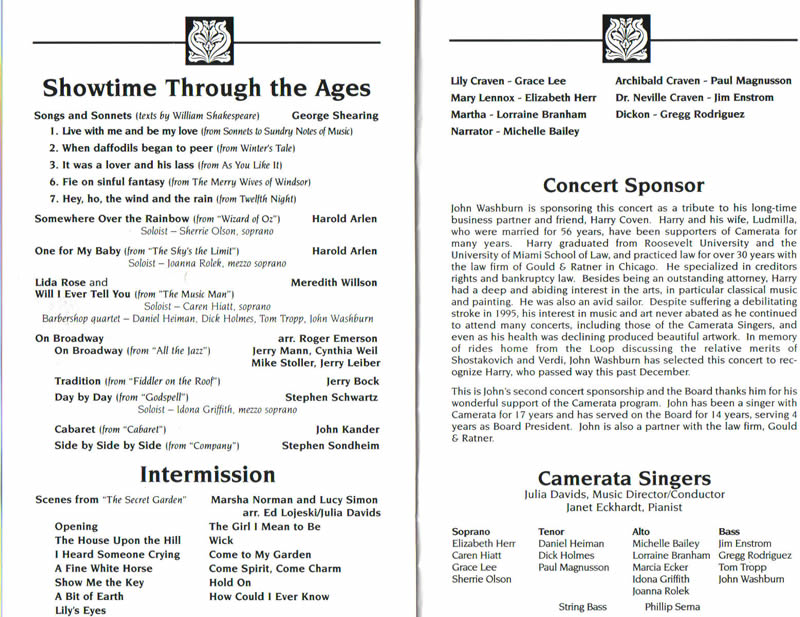 Showtime Through the Ages
Songs and Sonnets (texts by William Shakespeare) George Shearing
1. Live with me and be my love (from Sonnets to Sundry Notes of Music)
2. When daffodils began to peer (from Winter's Tale)
3. It was a lover and his lass (from As You Like It)
6. Fie on sinful fantasy (from The Merry Wives of Windsor)
7. Hey, ho, the wind and the rain (from Twelfth Night)
Somewhere Over the Rainbow (from "Wizard of Oz") Harold Arlen
Soloist – Sherrie Olson, soprano
One for My Baby (from "The Sky's the Limit") Harold Arlen
Soloist – Joanna Rolek, mezzo soprano
Lida Rose and Meredith Willson
Will I Ever Tell You (from "The Music Man")
Soloist – Caren Hiatt, soprano
Barbershop quartet – Daniel Heiman, Dick Holmes, Tom Tropp, John Washburn
On Broadway arr. Roger Emerson
On Broadway (from "All the Jazz") Jerry Mann, Cynthia Weil
Mike Stoller, Jerry Leiber
Tradition (from "Fiddler on the Roof") Jerry Bock
Day by Day (from "Godspell") Stephen Schwartz
Soloist – Idona Griffith, mezzo soprano
Cabaret (from "Cabaret") John Kander
Side by Side by Side (from "Company") Stephen Sondheim
Intermission
Scenes from "The Secret Garden" Marsha Norman and Lucy Simon
arr. Ed Lojeski/Julia Davids
Opening The Girl I Mean to Be
The House Upon the Hill Wick
I Heard Someone Crying Come to My Garden
A Fine White Horse Come Spirit, Come Charm
Show Me the Key Hold On
A Bit of Earth How Could I Ever Know
Lily's Eyes
Lily Craven – Grace Lee Archibald Craven – Paul Magnusson
Mary Lennox – Elizabeth Herr Dr. Neville Craven – Jim Enstrom
Martha – Lorraine Branham Dickon – Gregg Rodriguez
Narrator – Michelle Bailey
Concert Sponsor
John Washburn is sponsoring this concert as a tribute to his long-time
business partner and friend, Harry Coven. Harry and his wife, Ludmilla,
who were married for 56 years, have been supporters of Camerata for
many years. Harry graduated from Roosevelt University and the
University of Miami School of Law, and practiced law for over 30 years with
the law firm of Gould & Ratner in Chicago. He specialized in creditors
rights and bankruptcy law. Besides being an outstanding attorney, Harry
had a deep and abiding interest in the arts, in particular classical music
and painting. He was also an avid sailor. Despite suffering a debilitating
stroke in 1995, his interest in music and art never abated as he continued
to attend many concerts, including those of the Camerata Singers, and
even as his health was declining produced beautiful artwork. In memory
of rides home from the Loop discussing the relative merits of
Shostakovich and Verdi, John Washburn has selected this concert to rec-
ognize Harry, who passed way this past December.
This is John's second concert sponsorship and the Board thanks him for his
wonderful support of the Camerata program. John has been a singer with
Camerata for 17 years and has served on the Board for 14 years, serving 4
years as Board President. John is also a partner with the law firm, Gould
& Ratner.
Camerata Singers
Julia Davids, Music Director/Conductor
Janet Eckhardt, Pianist
Soprano Tenor Alto Bass
Elizabeth Herr Daniel Heiman Michelle Bailey Jim Enstrom
Caren Hiatt Dick Holmes Lorraine Branham Gregg Rodriguez
Grace Lee Paul Magnusson Marcia Ecker Tom Tropp
Sherrie Olson Idona Griffith John Washburn
Joanna Rolek
String Bass Phillip Serna